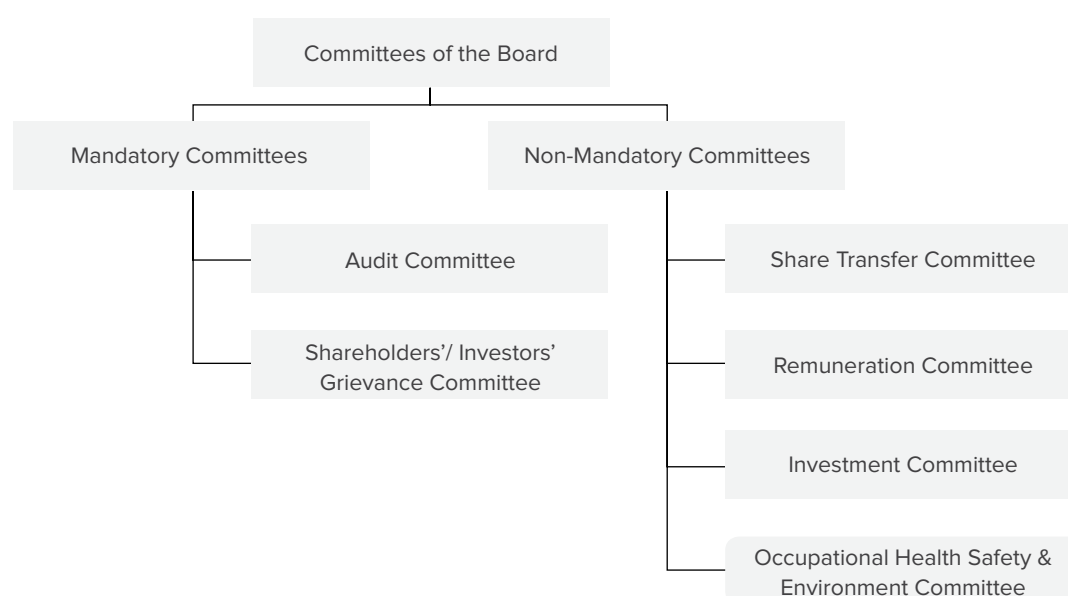 Committees of the Board
Mandatory Committees
Non-Mandatory Committees
Audit Committee
Shareholders’/ Investors’
Grievance Committee
Share Transfer Committee
Remuneration Committee
Investment Committee
Occupational Health Safety &
Environment Committee